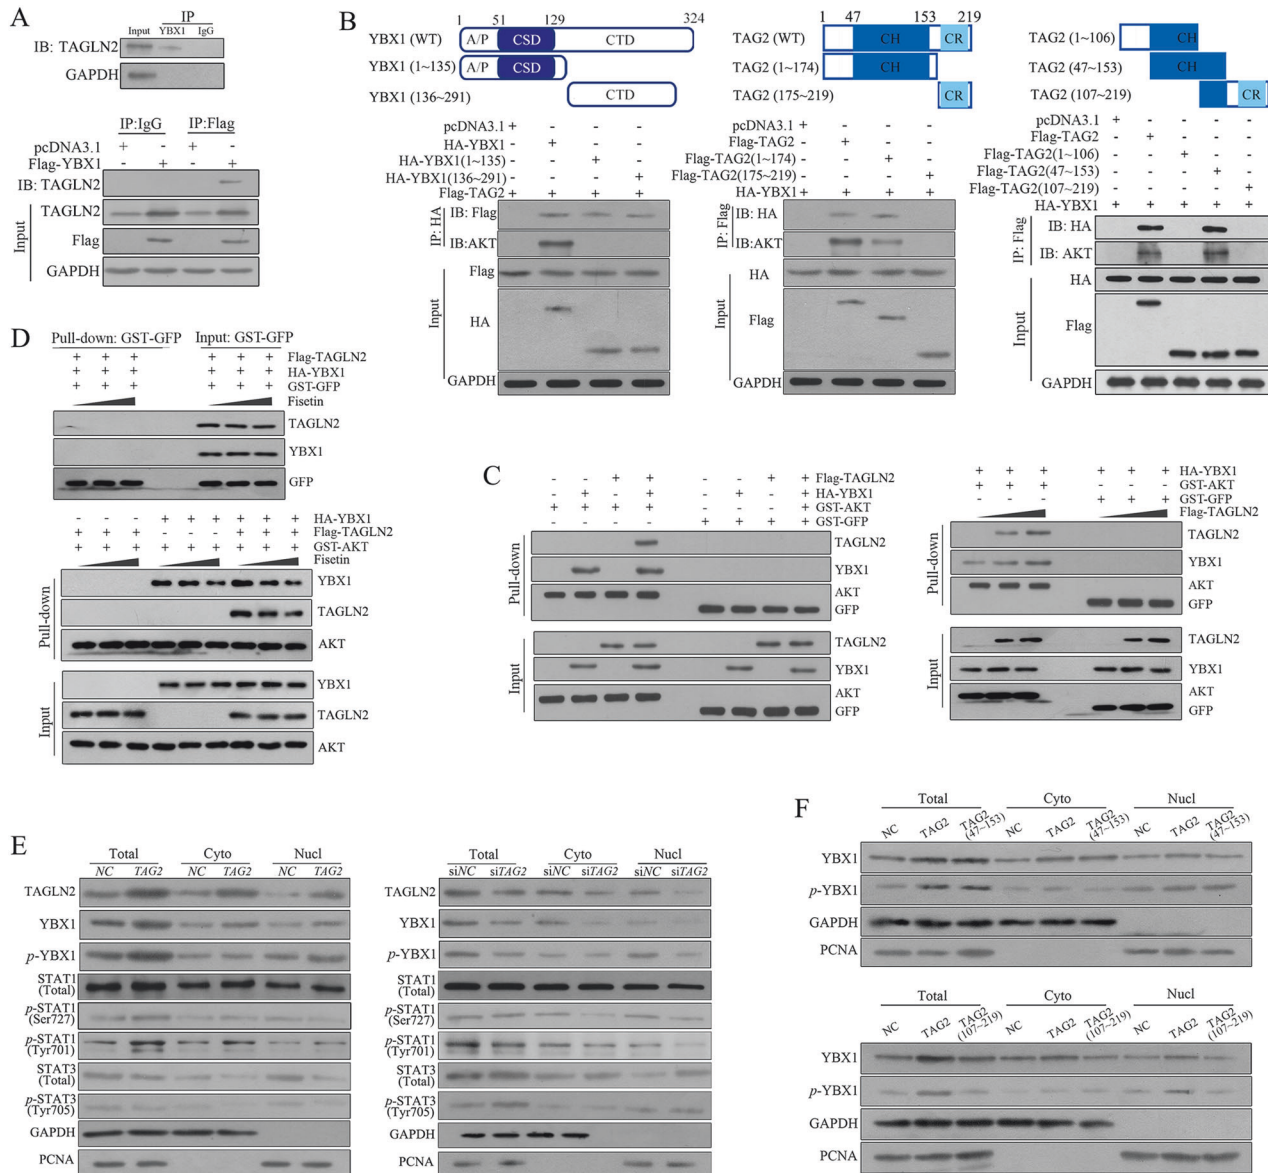 A
IP
Input YBX1 IgG
IB: TAGLN2
GAPDH
IP:IgG IP:Flag
pcDNA3.1 + - + -
Flag-YBX1 - + - +
IB: TAGLN2
Input
TAGLN2
Flag
GAPDH
B
1 51 129 324
YBX1 (WT) A/P CSD CTD
YBX1 (1~135) A/P CSD
YBX1 (136~291) CTD
pcDNA3.1 + - - -
HA-YBX1 - + - -
HA-YBX1(1~135) - - + -
HA-YBX1(136~291) - - - +
Flag-TAG2 + + + +
IP: HA
IB: Flag
IB:AKT
Input
Flag
HA
GAPDH
1 47 153 219
TAG2 (WT) CH CR
TAG2 (1~174) CH
TAG2 (175~219) CR
pcDNA3.1 + - - -
Flag-TAG2 - + - -
Flag-TAG2(1~174) - - + -
Flag-TAG2(175~219) - - - +
HA-YBX1 + + + +
IP: Flag
IB: HA
IB:AKT
Input
HA
Flag
GAPDH
TAG2 (1~106) CH
TAG2 (47~153) CH
TAG2 (107~219) CR
pcDNA3.1 + - - - -
Flag-TAG2 - + - - -
Flag-TAG2(1~106) - - + - -
Flag-TAG2(47~153) - - - + -
Flag-TAG2(107~219) - - - - +
HA-YBX1 + + + + +
IP: Flag
IB: HA
IB: AKT
Input
HA
Flag
GAPDH
C
- - + + - - + + Flag-TAGLN2
- + - + - + - + HA-YBX1
+ + + + - - - + GST-AKT
- - - - + + + + GST-GFP
Pull-down
TAGLN2
YBX1
AKT
GFP
Input
TAGLN2
YBX1
AKT
GFP
+ + + + + + HA-YBX1
+ + + - - - GST-AKT
- - - + + + GST-GFP
Flag-TAGLN2
Pull-down
TAGLN2
YBX1
AKT
GFP
Input
TAGLN2
YBX1
AKT
GFP
D
Pull-down: GST-GFP Input: GST-GFP
+ + + + + + Flag-TAGLN2
+ + + + + + HA-YBX1
+ + + + + + GST-GFP
Fisetin
TAGLN2
YBX1
GFP
- - - + + + + + + HA-YBX1
+ + + - - - + + + Flag-TAGLN2
+ + + + + + + + + GST-AKT
Fisetin
Pull-down
YBX1
TAGLN2
AKT
Input
YBX1
TAGLN2
AKT
E
Total Cyto Nucl
NC TAG2 NC TAG2 NC TAG2
TAGLN2
YBX1
p-YBX1
STAT1
(Total)
p-STAT1
(Ser727)
p-STAT1
(Tyr701)
STAT3
(Total)
p-STAT3
(Tyr705)
GAPDH
PCNA
Total Cyto Nucl
siNC siTAG2 siNC siTAG2 siNC siTAG2
TAGLN2
YBX1
p-YBX1
STAT1
(Total)
p-STAT1
(Ser727)
p-STAT1
(Tyr701)
STAT3
(Total)
p-STAT3
(Tyr705)
GAPDH
PCNA
F
Total Cyto Nucl
NC TAG2 TAG2 (47~153) NC TAG2 TAG2 (47~153) NC TAG2 TAG2 (47~153)
YBX1
p-YBX1
GAPDH
PCNA
Total Cyto Nucl
NC TAG2 TAG2 (107~219) NC TAG2 TAG2 (107~219) NC TAG2 TAG2 (107~219)
YBX1
p-YBX1
GAPDH
PCNA